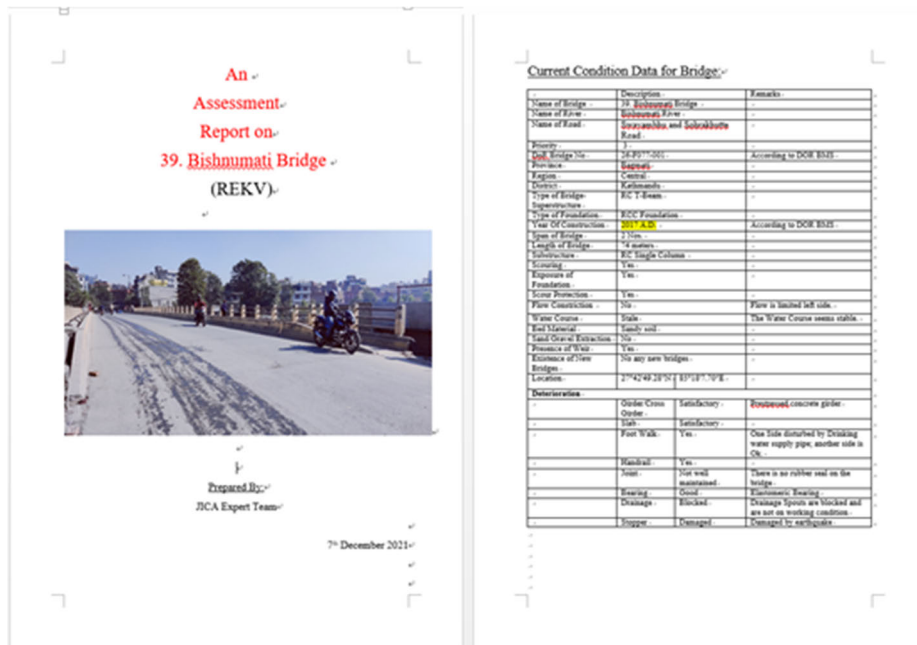 An
Assessment
Report on
39. Bishnumati Bridge
(REKV)
Prepared By:
JICA Expert Team
7th December 2021
Current Condition Data for Bridge:
Description Remarks
Name of Bridge 39. Bishnumati Bridge
Name of River Bishnumati River
Name of Road Swayambhu and Sobrakhutte Road
Priority 3
DoR Bridge No 26-F077-001 According to DOR BMS
Province Bagmati
Region Central
District Kathmandu
Type of Bridge- Superstructure RC T-Beam
Type of Foundation RCC Foundation
Year Of Construction 2017 A.D. According to DOR BMS
Span of Bridge 2 Nos.
Length of Bridge 74 meters
Substructure RC Single Column
Scouring Yes
Exposure of Foundation Yes
Scour Protection Yes
Flow Constriction No Flow is limited left side.
Water Course Stale The Water Course seems stable.
Bed Material Sandy soil
Sand Gravel Extraction No
Presence of Weir Yes
Existence of New Bridges No any new bridges
Location
Deterioration
Girder/Cross Girder Satisfactory Prestressed concrete girder
Slab Satisfactory
Foot Walk Yes One Side disturbed by Drinking water supply pipe; another side is Ok.
Handrail Yes
Joint Not well maintained There is no rubber seal on the bridge
Bearing Good Elastomeric Bearing
Drainage Blocked Drainage Spouts are blocked and are not on working condition
Stopper Damaged Damaged by earthquake